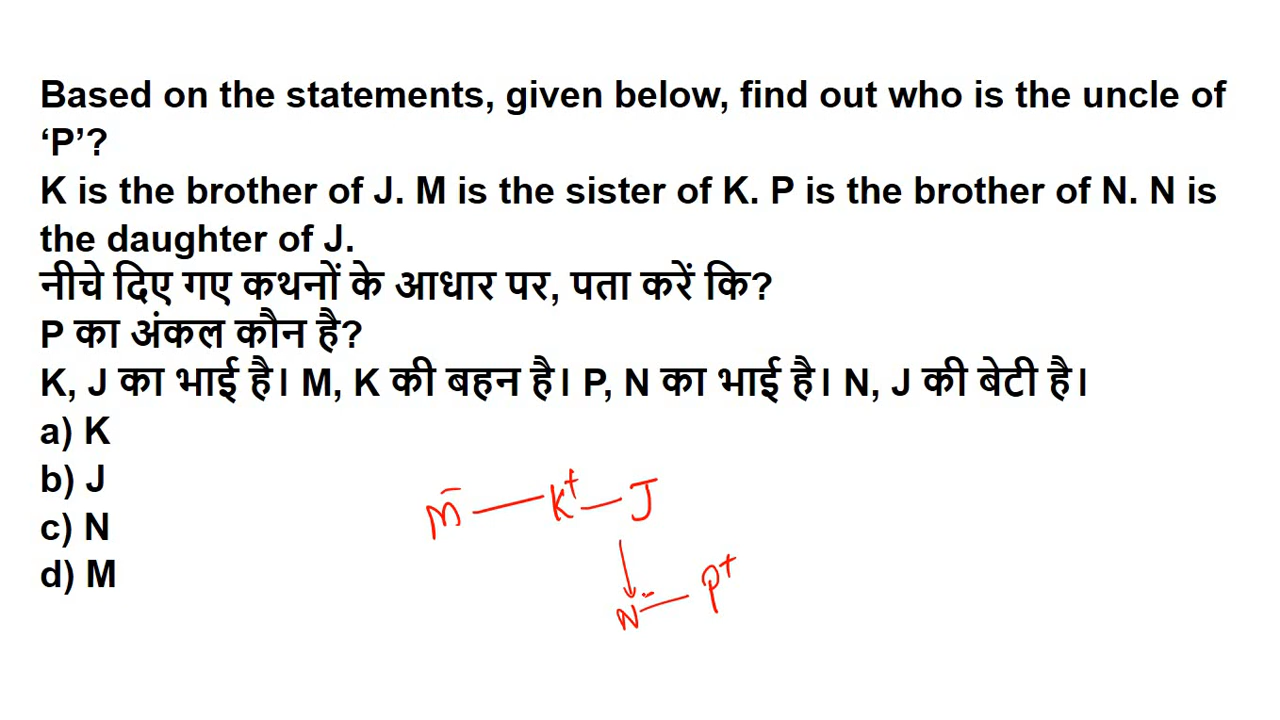 Based on the statements, given below, find out who is the uncle of
‘P’?
K is the brother of J. M is the sister of K. P is the brother of N. N is
the daughter of J.
नीचे दिए गए कथनों के आधार पर, पता करें कि?
P का अंकल कौन है?
K, J का भाई है। M, K की बहन है। P, N का भाई है। N, J की बेटी है।
a) K
b) J
c) N
d) M
M - K+ J
N - P+